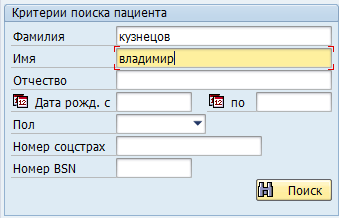 Критерии поиска пациента
Фамилия кузнецов
Имя владимир
Отчество
Дата рожд. с по
Пол
Номер соцстрах
Номер BSN
Поиск